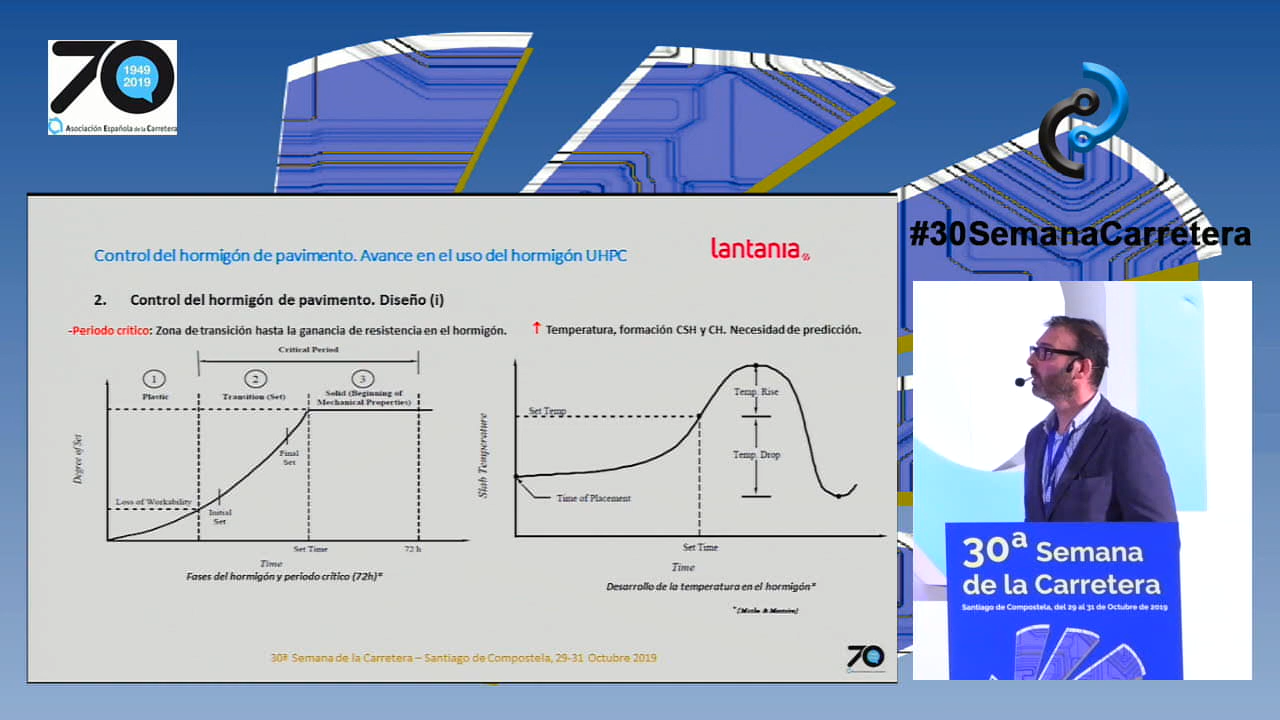 70
1949
2019
Asociación Española de la Carretera
#30SemanaCarretera
Control del hormigón de pavimento. Avance en el uso del hormigón UHPC
lantania
2. Control del hormigón de pavimento. Diseño (i)
-Periodo crítico: Zona de transición hasta la ganancia de resistencia en el hormigón.
↑ Temperatura, formación CSH y CH. Necesidad de predicción.
Critical Period
1
2
3
Plastic
Transition (Set)
Solid (Beginning of
Mechanical Properties)
Degree of Set
Final
Set
Loss of Workability
Initial
Set
Set Time
72 h
Time
Fases del hormigón y periodo crítico (72h)*
Slab Temperature
Set Temp
Temp. Rise
Temp. Drop
Time of Placement
Set Time
Time
Desarrollo de la temperatura en el hormigón*
30ª Semana de la Carretera – Santiago de Compostela, 29-31 Octubre 2019
70
30ª Semana
de la Carretera
Santiago de Compostela, del 29 al 31 de Octubre de 2019